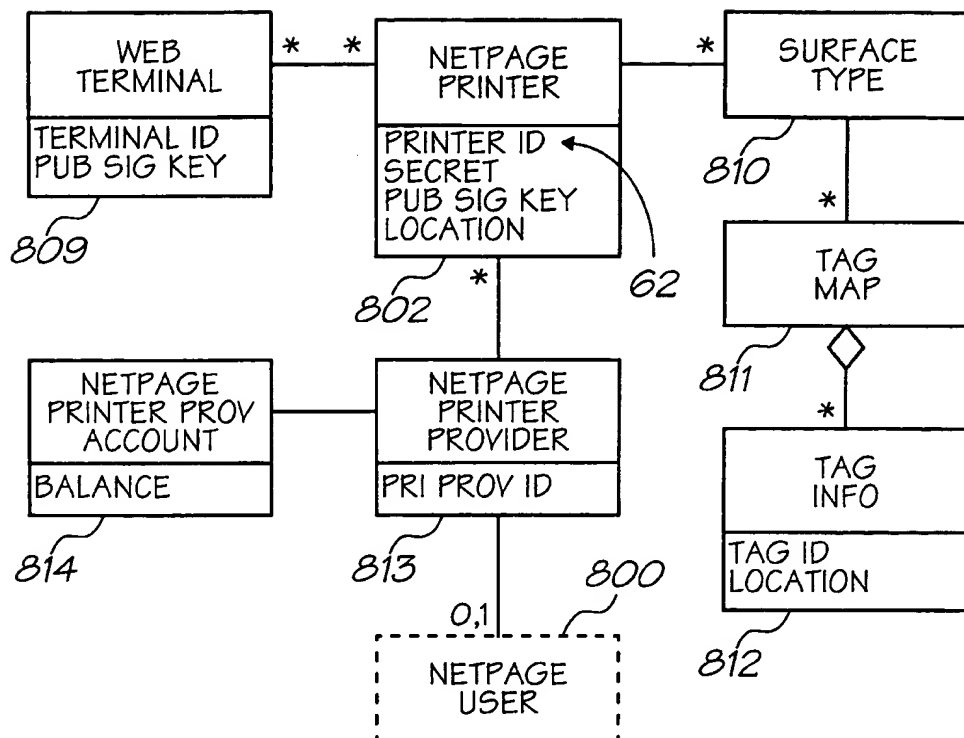 WEB
TERMINAL
TERMINAL ID
PUB SIG KEY
809
*
*
NETPAGE
PRINTER
PRINTER ID
SECRET
PUB SIG KEY
LOCATION
62
802
*
*
SURFACE
TYPE
810
*
TAG
MAP
811
*
TAG
INFO
TAG ID
LOCATION
812
NETPAGE
PRINTER PROV
ACCOUNT
BALANCE
814
NETPAGE
PRINTER
PROVIDER
PRI PROV ID
813
0,1
800
NETPAGE
USER